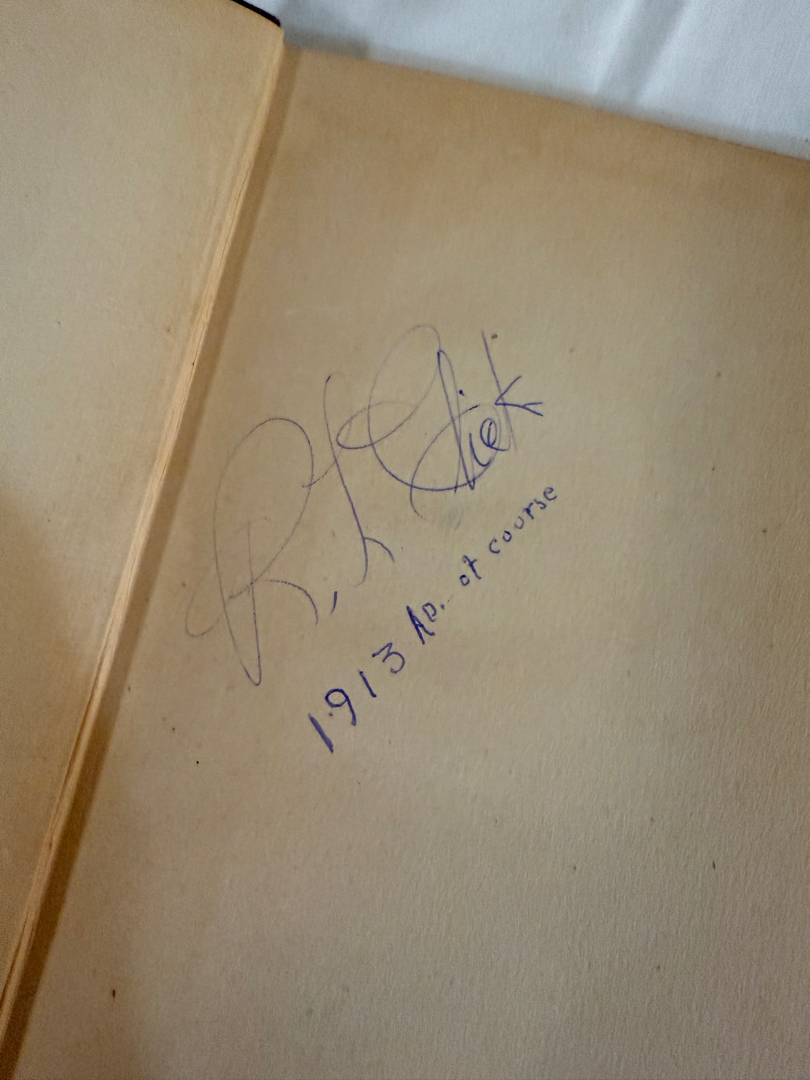 R. L.
1913 AD. of course